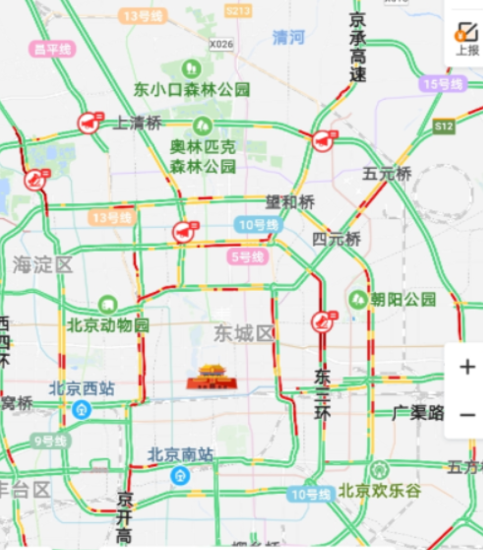 13号线
S213
京承高速
昌平线
X026
清河
上报
东小口森林公园
15号线
上清桥
S12
奥林匹克
森林公园
五元桥
望和桥
13号线
10号线
四元桥
5号线
海淀区
朝阳公园
北京动物园
东城区
西四环
东三环
北京西站
窝桥
广渠路
9号线
北京南站
五方桥
丰台区
10号线
北京欢乐谷
京开高